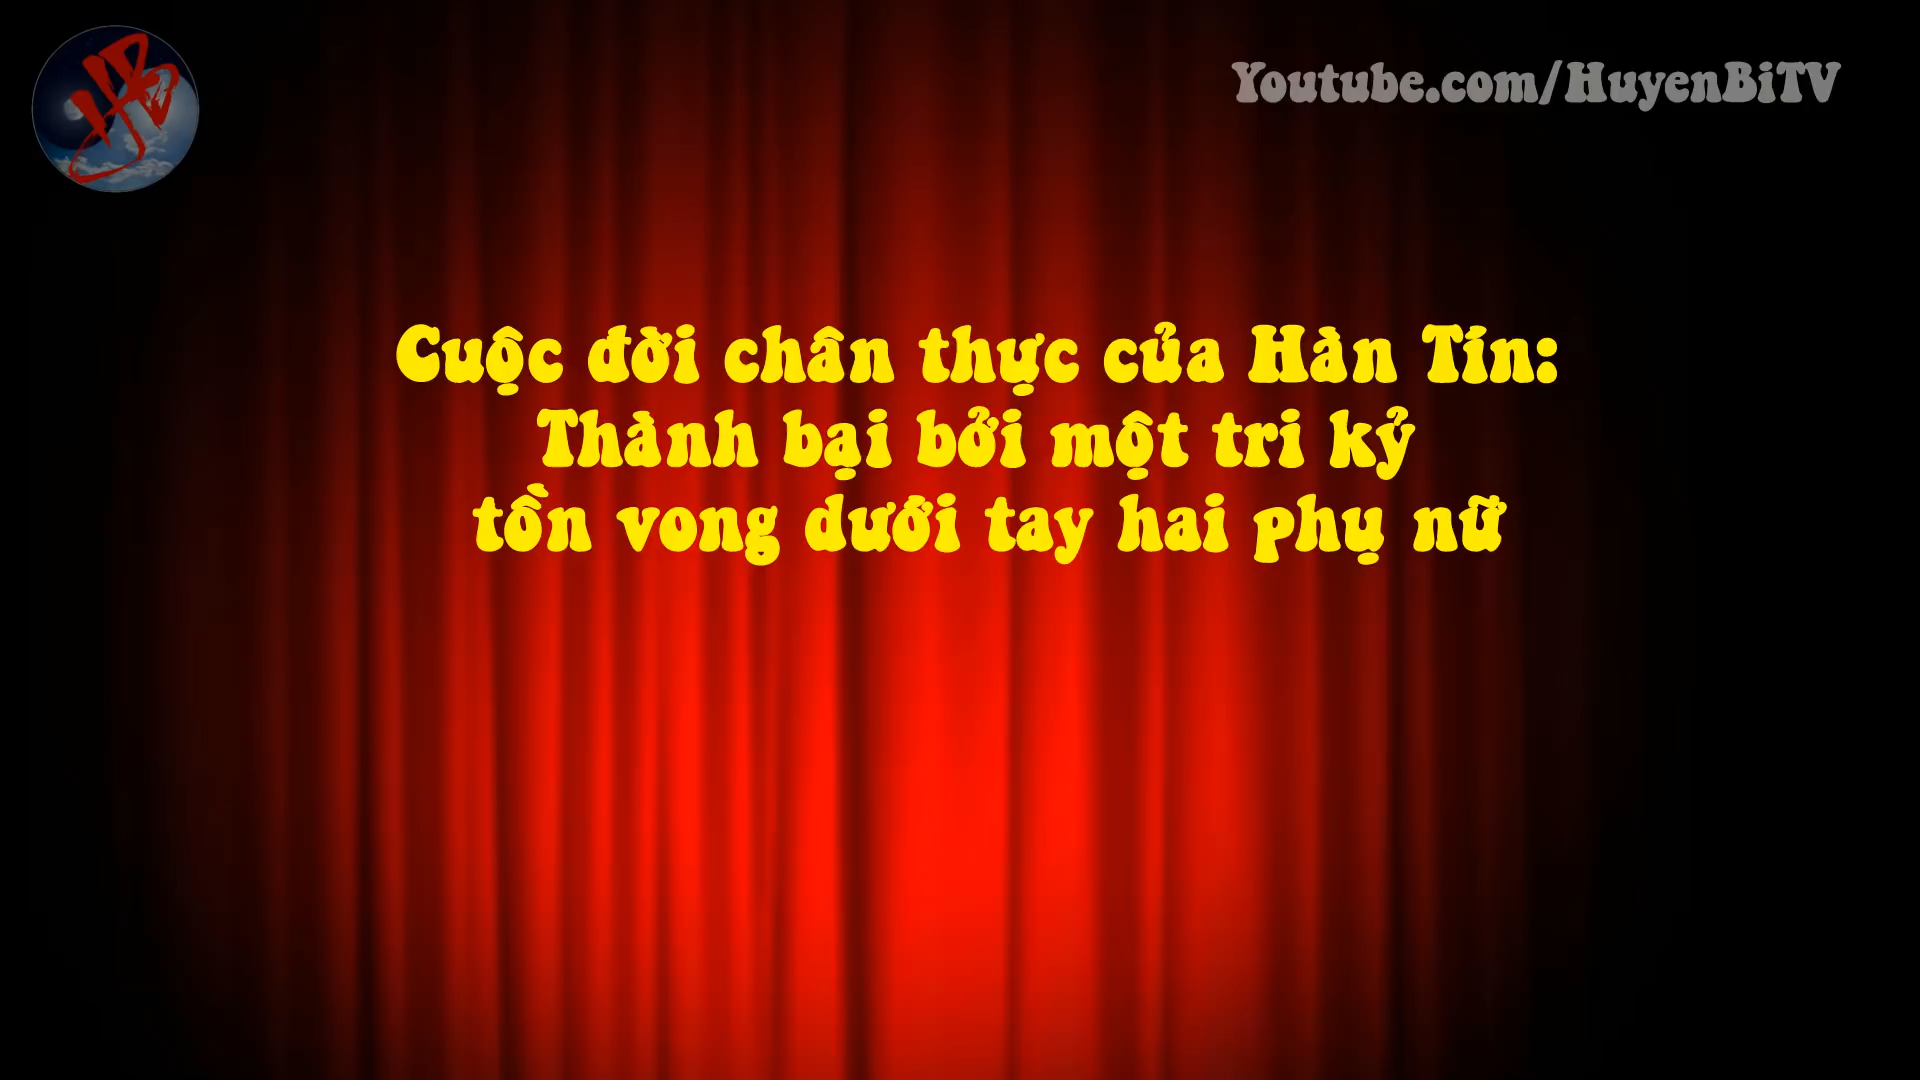 Youtube.com/HuyenBiTV
Cuộc đời chân thực của Hàn Tín:
Thành bại bởi một tri kỷ
tồn vong dưới tay hai phụ nữ